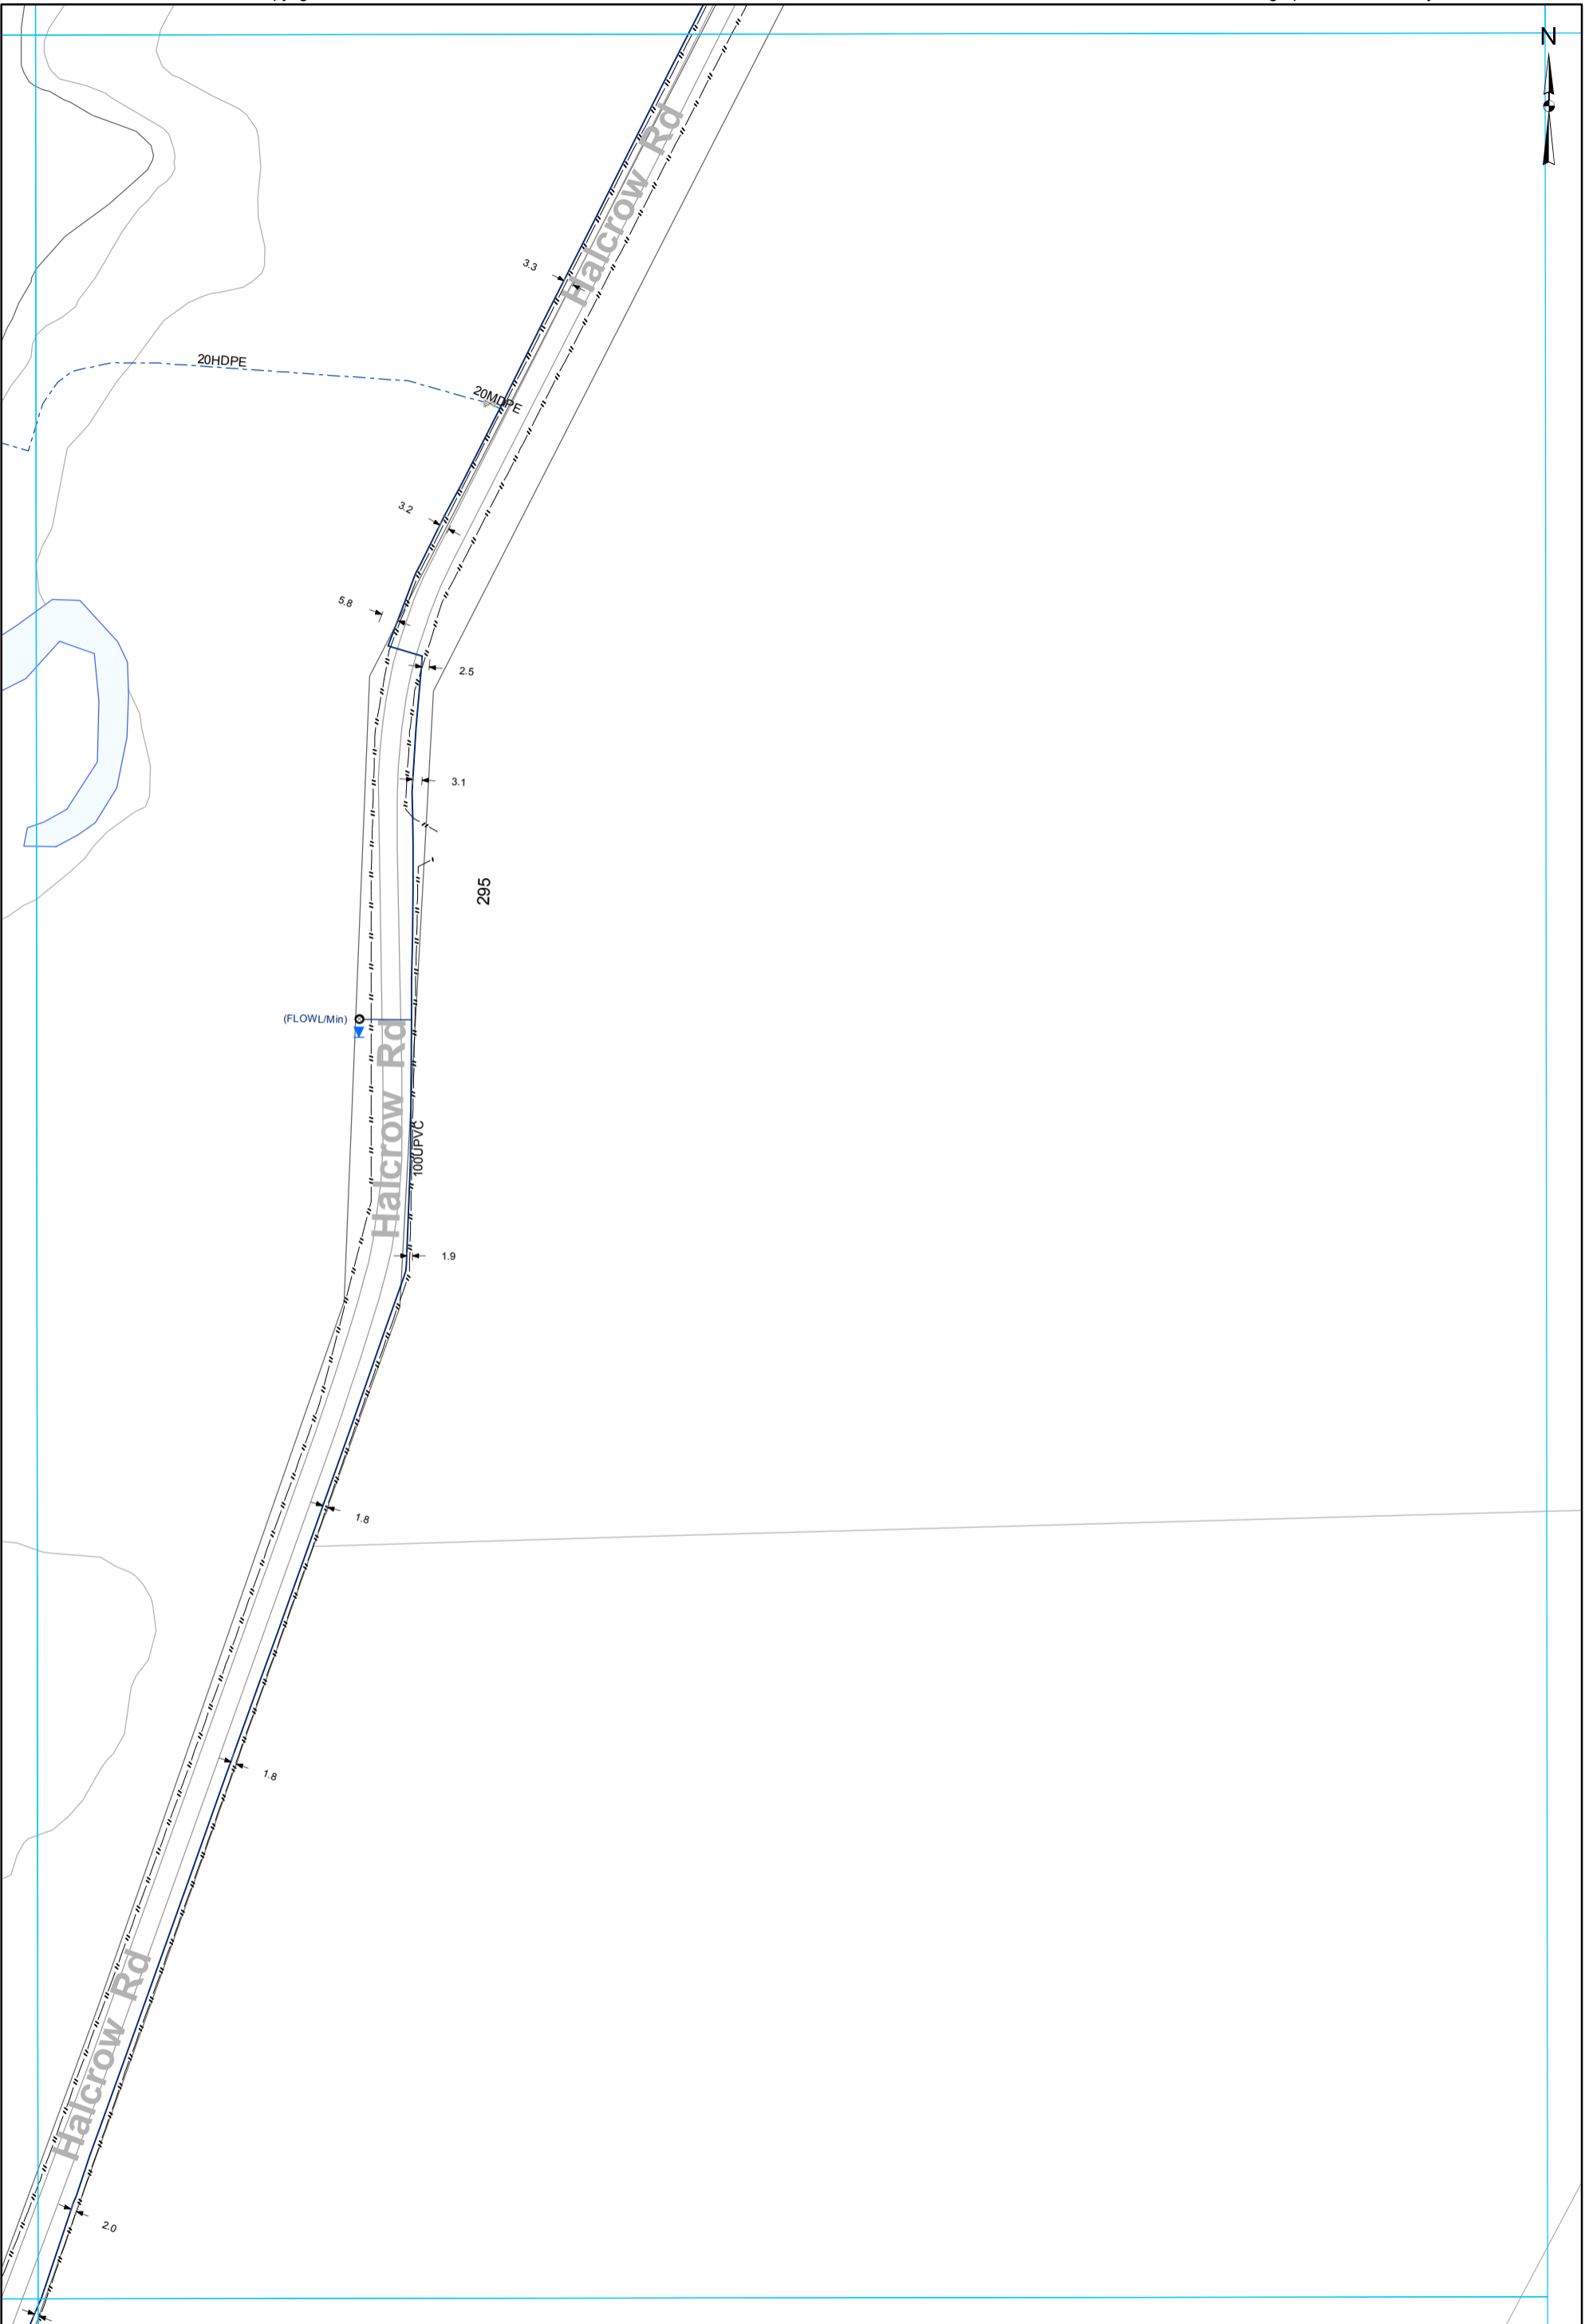 N
Halcrow Rd
3.3
20HDPE
20MDPE
3.2
5.8
2.5
3.1
295
(FLOWL/Min)
Halcrow Rd
100UPVC
1.9
1.8
1.8
Halcrow Rd
2.0